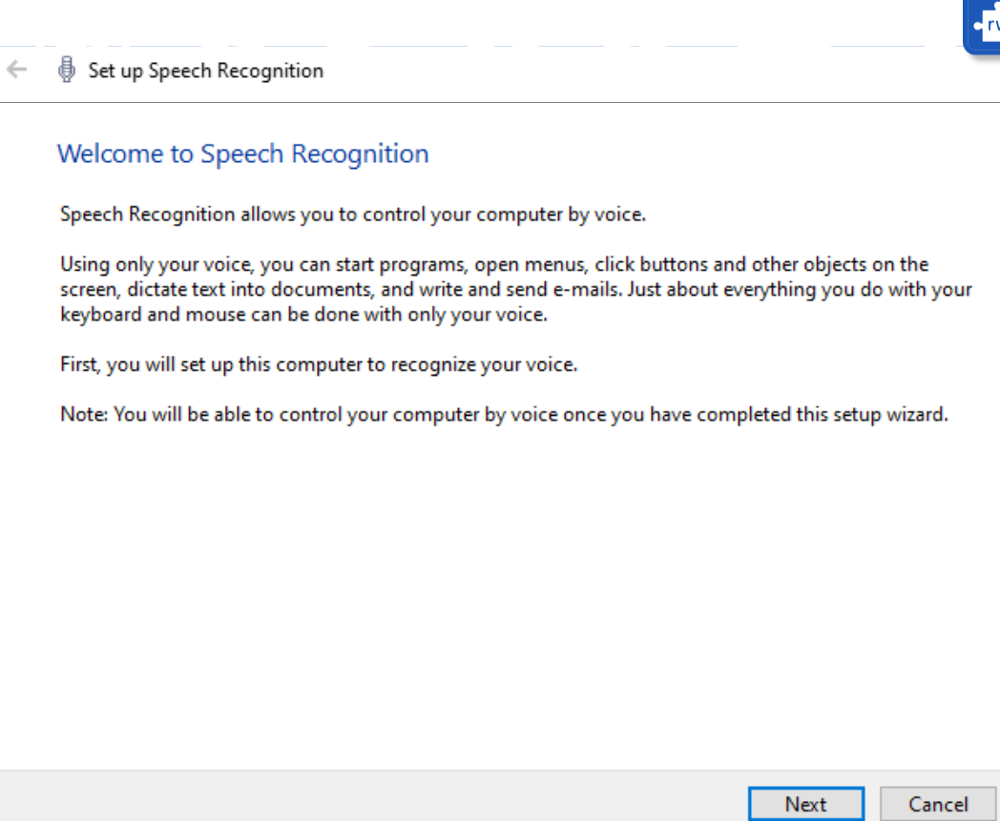 Set up Speech Recognition
Welcome to Speech Recognition
Speech Recognition allows you to control your computer by voice.
Using only your voice, you can start programs, open menus, click buttons and other objects on the
screen, dictate text into documents, and write and send e-mails. Just about everything you do with your
keyboard and mouse can be done with only your voice.
First, you will set up this computer to recognize your voice.
Note: You will be able to control your computer by voice once you have completed this setup wizard.
Next Cancel